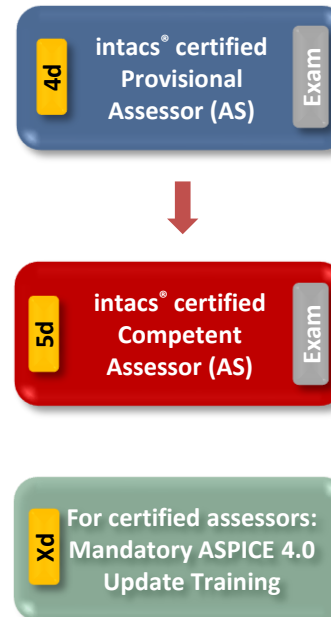 4d
intacs® certified
Provisional
Assessor (AS)
Exam
5d
intacs® certified
Competent
Assessor (AS)
Exam
Xd
For certified assessors:
Mandatory ASPICE 4.0
Update Training